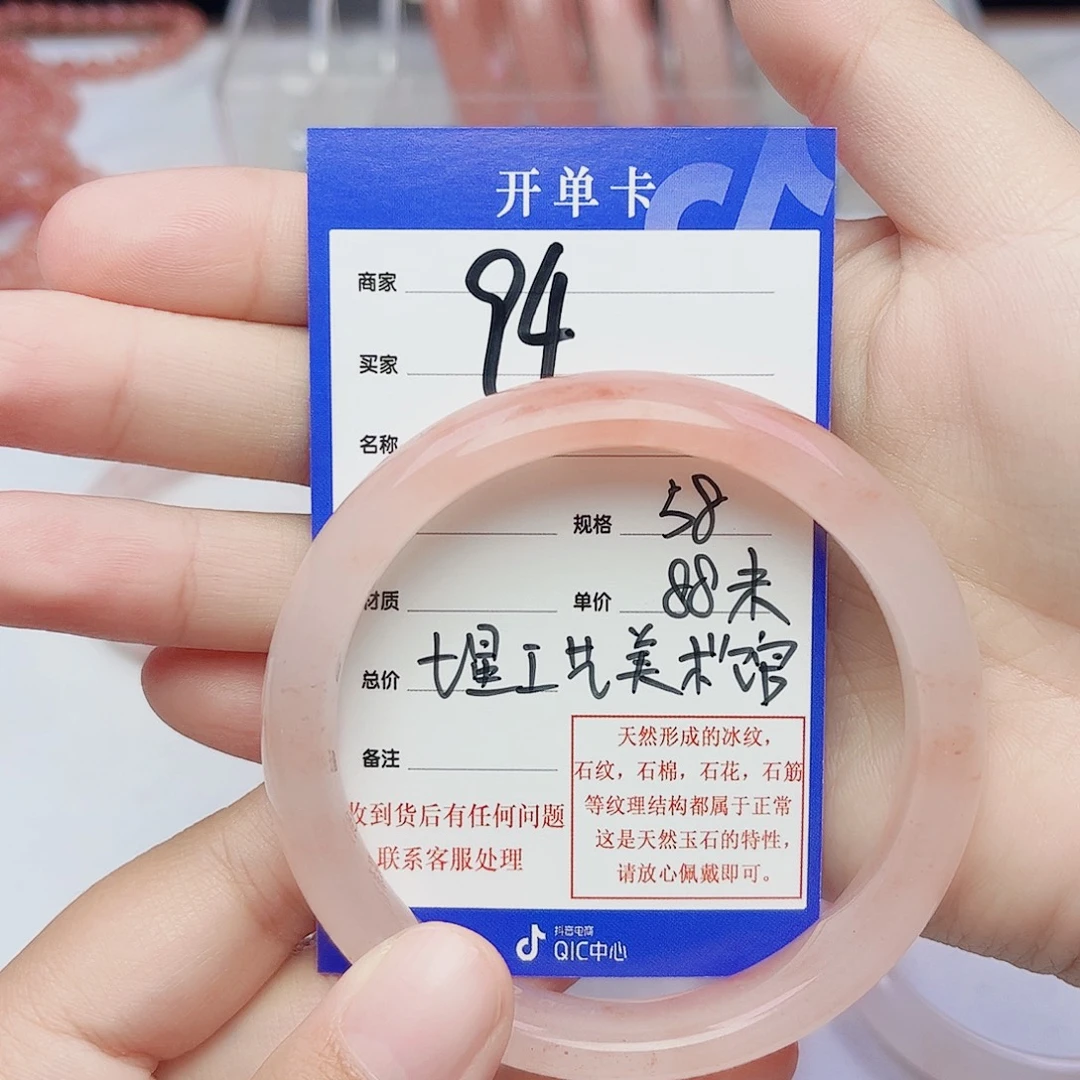 开单卡
商家 94
买家
名称
规格 58
材质 单价 88未
总价 七星工艺美术馆
备注
天然形成的冰纹，
石纹，石棉，石花，石筋
等纹理结构都属于正常
这是天然玉石的特性，
请放心佩戴即可。
收到货后有任何问题
联系客服处理
抖音电商
QIC中心